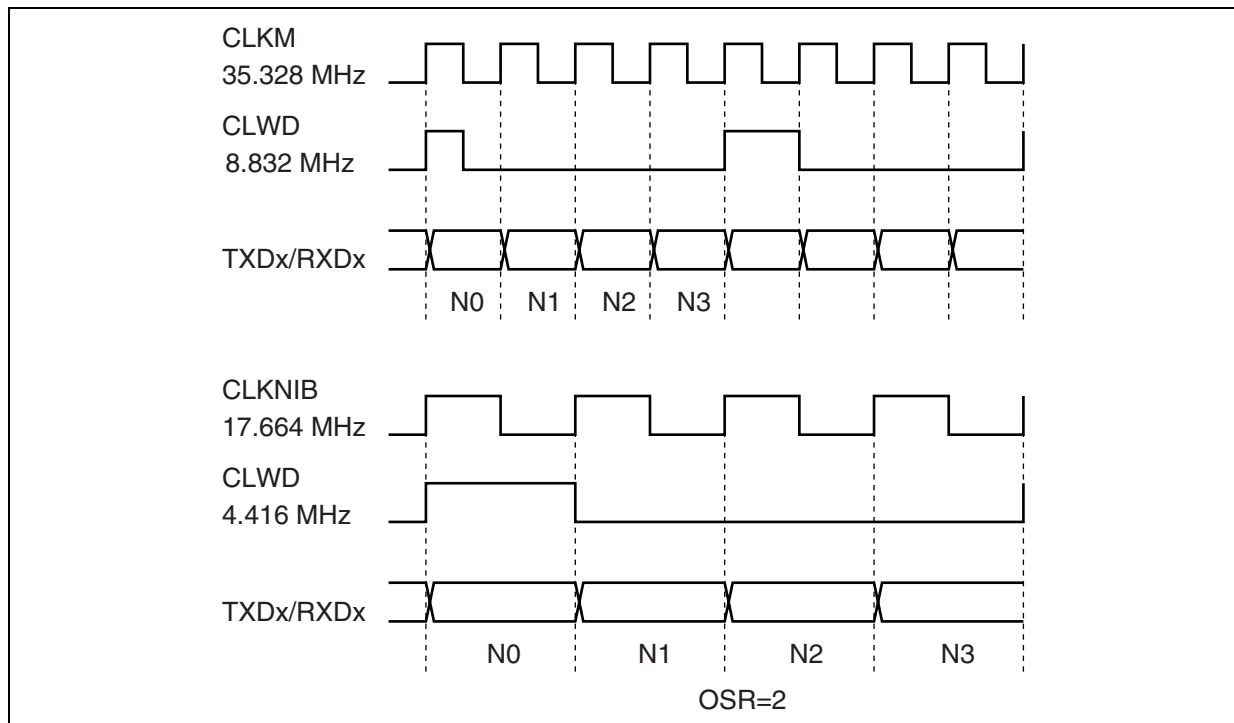 CLKM
35.328 MHz
CLWD
8.832 MHz
TXDx/RXDx
N0 N1 N2 N3
CLKNIB
17.664 MHz
CLWD
4.416 MHz
TXDx/RXDx
N0 N1 N2 N3
OSR=2